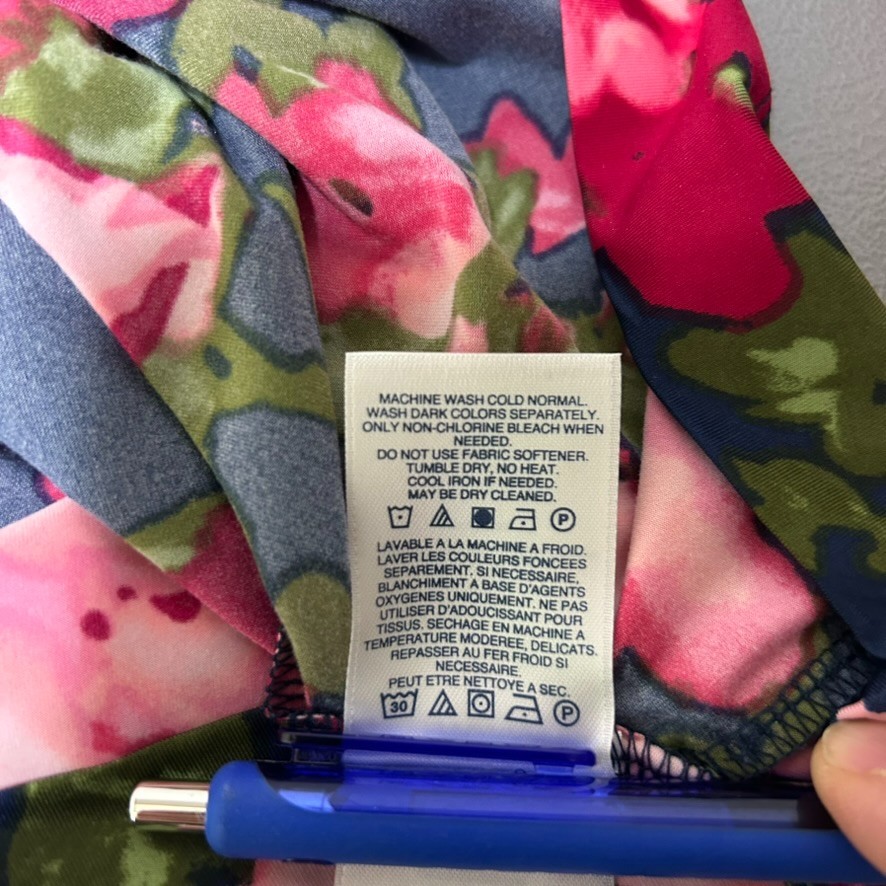 MACHINE WASH COLD NORMAL.
WASH DARK COLORS SEPARATELY.
ONLY NON-CHLORINE BLEACH WHEN
NEEDED.
DO NOT USE FABRIC SOFTENER.
TUMBLE DRY, NO HEAT.
COOL IRON IF NEEDED.
MAY BE DRY CLEANED.
P
LAVABLE A LA MACHINE A FROID.
LAVER LES COULEURS FONCEES
SEPAREMENT. SI NECESSAIRE,
BLANCHIMENT A BASE D'AGENTS
OXYGENES UNIQUEMENT. NE PAS
UTILISER D'ADOUCISSANT POUR
TISSUS. SECHAGE EN MACHINE A
TEMPERATURE MODEREE, DELICATS.
REPASSER AU FER FROID SI
NECESSAIRE.
PEUT ETRE NETTOYE A SEC.
30 P